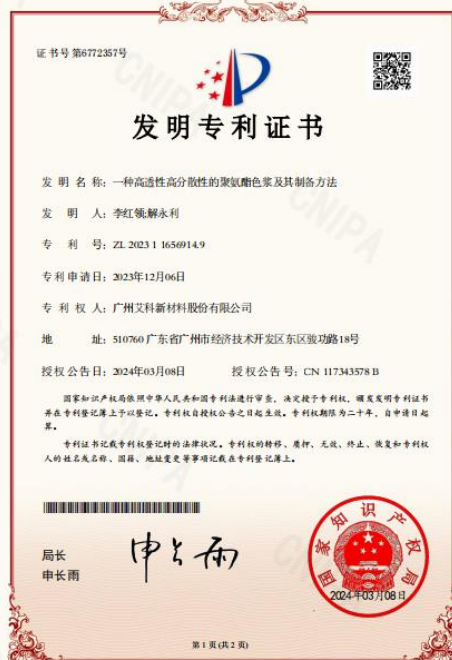 证书号第6772357号
发明专利证书
发 明 名 称：一种高透性高分散性的聚氨酯色浆及其制备方法
发 明 人：李红领;解永利
专 利 号：ZL 2023 1 1656914.9
专利申请日：2023年12月06日
专 利 权 人：广州艾科新材料股份有限公司
地 址：510760 广东省广州市经济技术开发区东区骏功路18号
授权公告日：2024年03月08日 授权公告号：CN 117343578 B
国家知识产权局依照中华人民共和国专利法进行审查，决定授予专利权，颁发发明专利证书
并在专利登记簿上予以登记。专利权自授权公告之日起生效。专利权期限为二十年，自申请日起
算。
专利证书记载专利权登记时的法律状况。专利权的转移、质押、无效、终止、恢复和专利权
人的姓名或名称、国籍、地址变更等事项记载在专利登记簿上。
局长
申长雨
申长雨
国家知识产权局
2024年03月08日
第 1 页 (共 2 页)
CNIPA
CNIPA
CNIPA